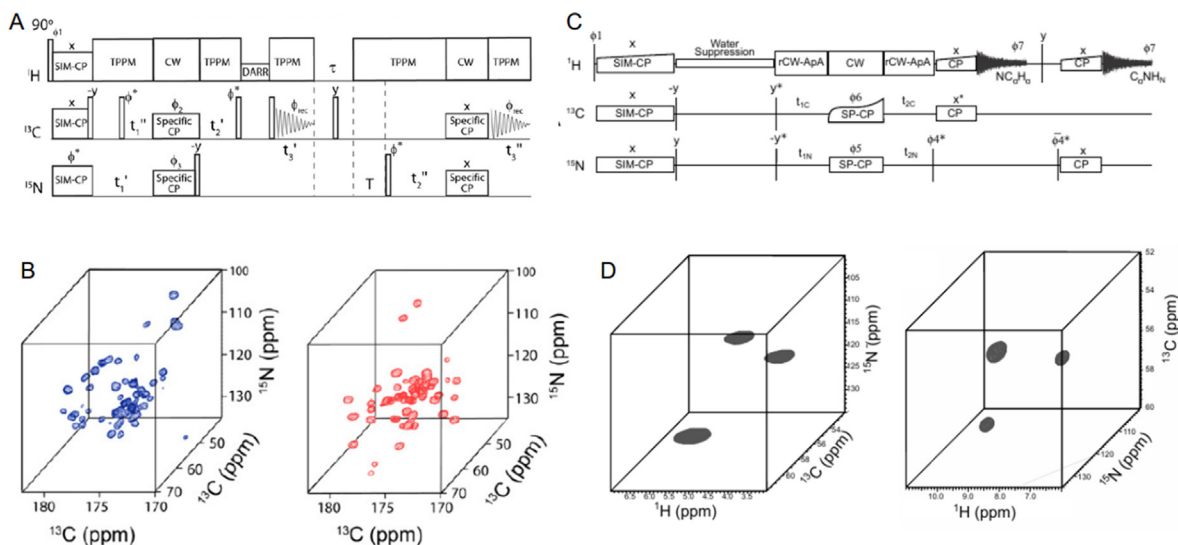 A
90°
ϕ1
x
SIM-CP
TPPM
CW
TPPM
DARR
TPPM
τ
TPPM
CW
TPPM
¹H
x
SIM-CP
-y
ϕ*
t₁''
ϕ₂
Specific
CP
t₂'
ϕ*
ϕrec
t₃'
-y
x
Specific
CP
ϕrec
t₃''
¹³C
ϕ*
SIM-CP
t₁'
ϕ₃
Specific
CP
-y
T
ϕ*
t₂''
x
Specific
CP
¹⁵N
C
ϕ1
x
SIM-CP
Water
Suppression
rCW-ApA
CW
rCW-ApA
x
CP
ϕ7
NCαHα
y
x
CP
ϕ7
CαNHN
¹H
x
SIM-CP
-y
y*
t1C
ϕ6
SP-CP
t2C
x*
CP
¹³C
x
SIM-CP
y
-y*
t1N
ϕ5
SP-CP
t2N
ϕ4*
ϕ̄4*
x
CP
¹⁵N
B
100
110
120
130
¹⁵N (ppm)
50
60
70
¹³C (ppm)
180
175
170
¹³C (ppm)
100
110
120
130
¹⁵N (ppm)
50
60
70
¹³C (ppm)
180
175
170
¹³C (ppm)
D
105
115
125
135
¹⁵N (ppm)
54
56
58
60
¹³C (ppm)
6.5 6.0 5.5 5.0 4.5 4.0 3.5
¹H (ppm)
52
54
56
58
60
¹³C (ppm)
110
120
130
¹⁵N (ppm)
10.0 9.0 8.0 7.0
¹H (ppm)